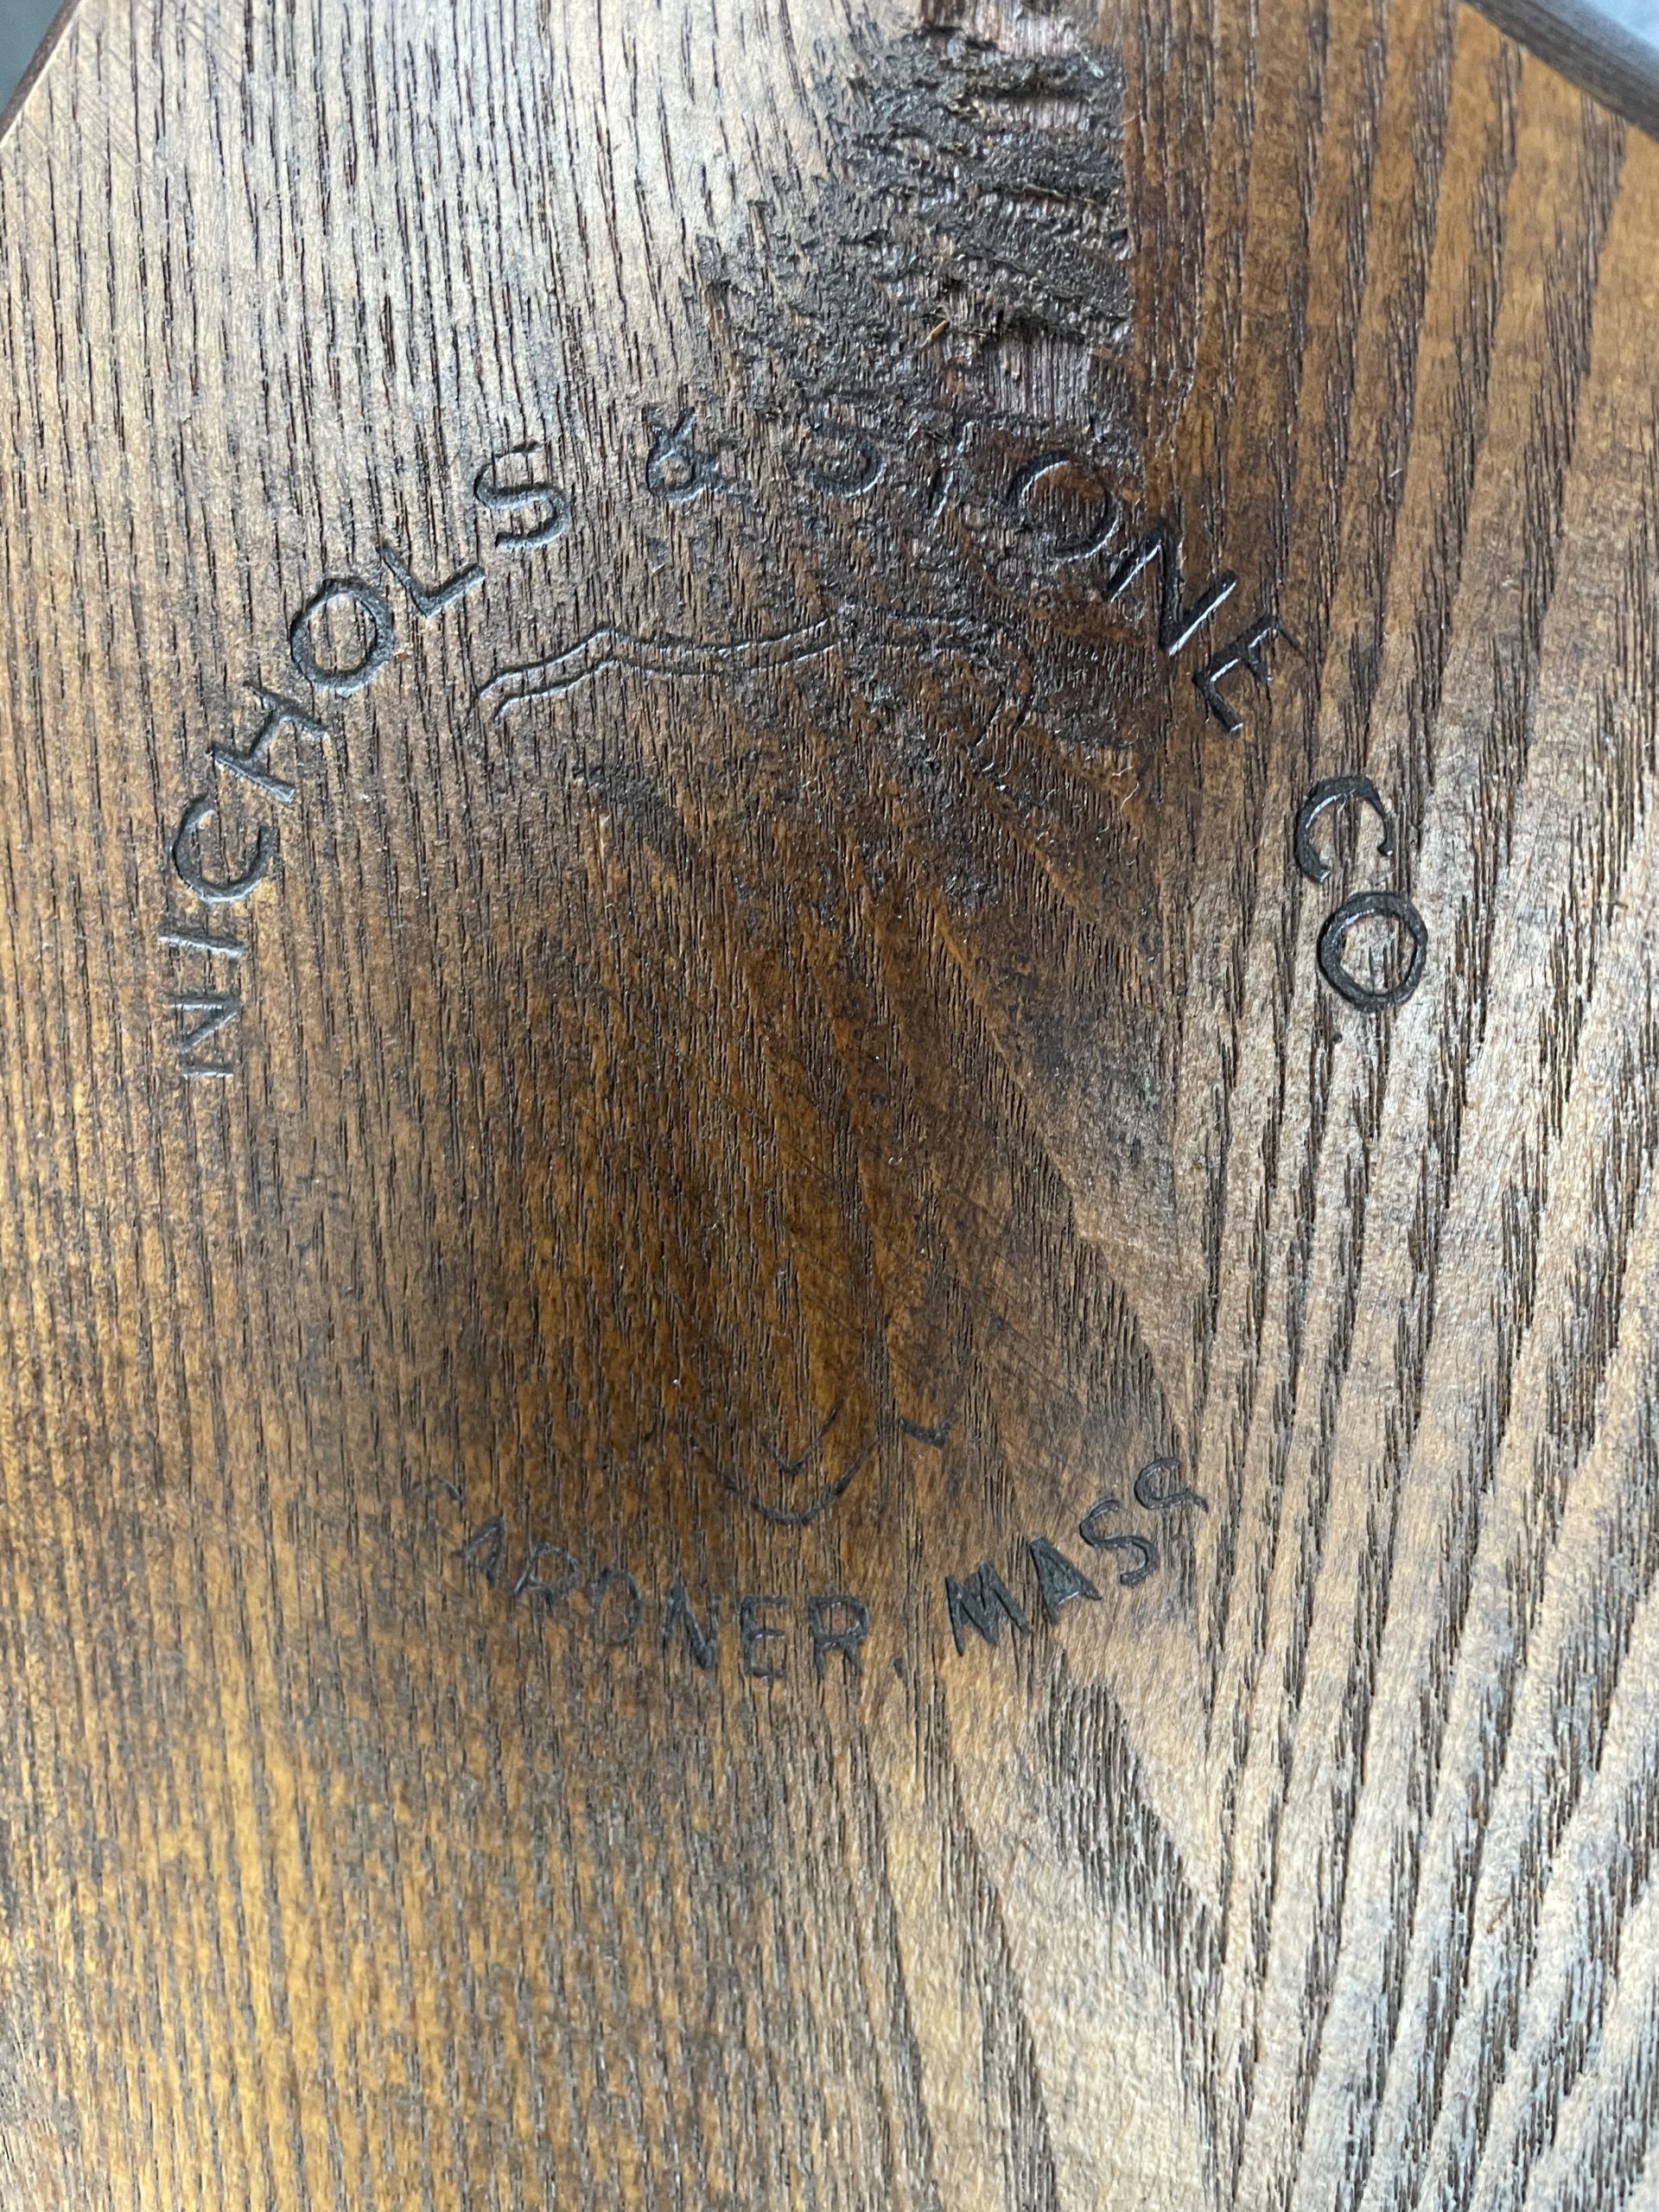 NICHOLS & STONE CO
GARDNER, MASS